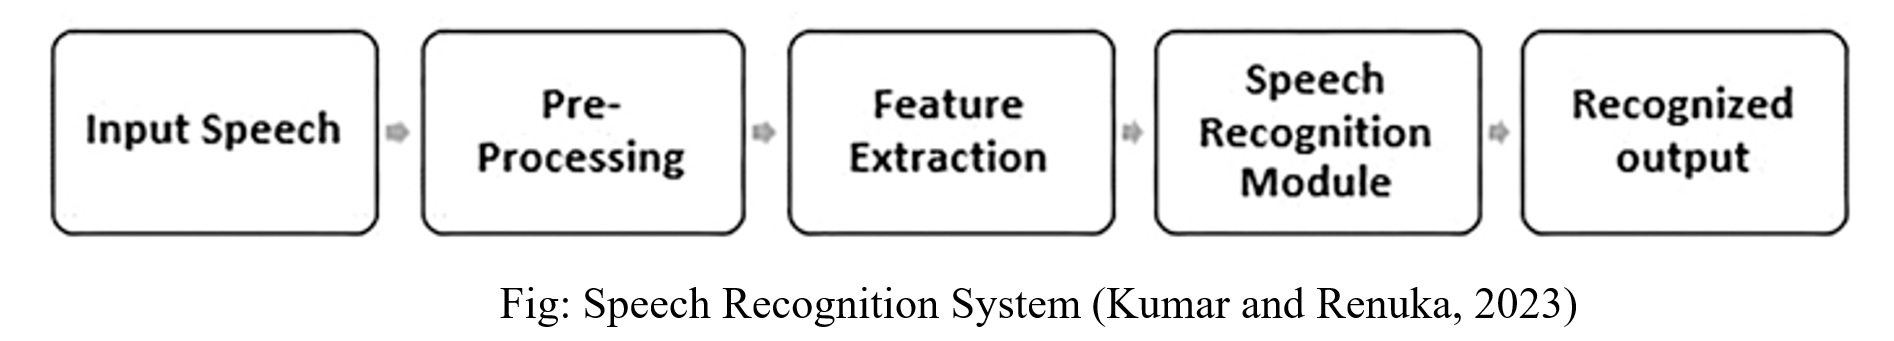 Input Speech
Pre-
Processing
Feature
Extraction
Speech
Recognition
Module
Recognized
output
Fig: Speech Recognition System (Kumar and Renuka, 2023)